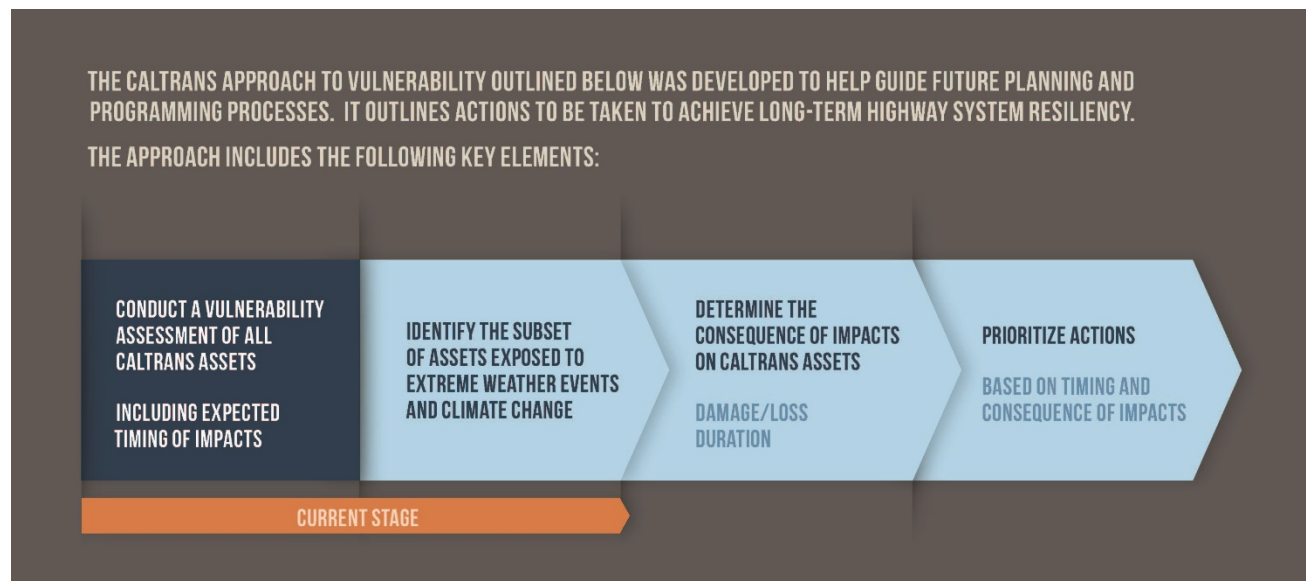 THE CALTRANS APPROACH TO VULNERABILITY OUTLINED BELOW WAS DEVELOPED TO HELP GUIDE FUTURE PLANNING AND
PROGRAMMING PROCESSES. IT OUTLINES ACTIONS TO BE TAKEN TO ACHIEVE LONG-TERM HIGHWAY SYSTEM RESILIENCY.
THE APPROACH INCLUDES THE FOLLOWING KEY ELEMENTS:
CONDUCT A VULNERABILITY
ASSESSMENT OF ALL
CALTRANS ASSETS
INCLUDING EXPECTED
TIMING OF IMPACTS
IDENTIFY THE SUBSET
OF ASSETS EXPOSED TO
EXTREME WEATHER EVENTS
AND CLIMATE CHANGE
DETERMINE THE
CONSEQUENCE OF IMPACTS
ON CALTRANS ASSETS
DAMAGE/LOSS
DURATION
PRIORITIZE ACTIONS
BASED ON TIMING AND
CONSEQUENCE OF IMPACTS
CURRENT STAGE